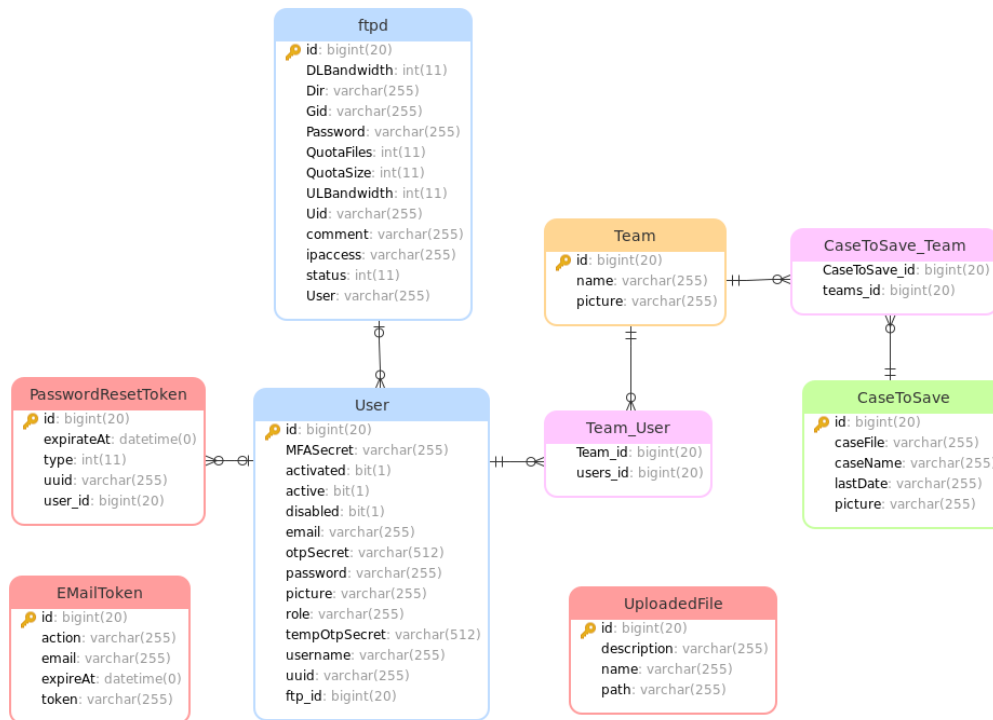 ftpd
id: bigint(20)
DLBandwidth: int(11)
Dir: varchar(255)
Gid: varchar(255)
Password: varchar(255)
QuotaFiles: int(11)
QuotaSize: int(11)
ULBandwidth: int(11)
Uid: varchar(255)
comment: varchar(255)
ipaccess: varchar(255)
status: int(11)
User: varchar(255)
Team
id: bigint(20)
name: varchar(255)
picture: varchar(255)
CaseToSave_Team
CaseToSave_id: bigint(20)
teams_id: bigint(20)
PasswordResetToken
id: bigint(20)
expirateAt: datetime(0)
type: int(11)
uuid: varchar(255)
user_id: bigint(20)
User
id: bigint(20)
MFASecret: varchar(255)
activated: bit(1)
active: bit(1)
disabled: bit(1)
email: varchar(255)
otpSecret: varchar(512)
password: varchar(255)
picture: varchar(255)
role: varchar(255)
tempOtpSecret: varchar(512)
username: varchar(255)
uuid: varchar(255)
ftp_id: bigint(20)
Team_User
Team_id: bigint(20)
users_id: bigint(20)
CaseToSave
id: bigint(20)
caseFile: varchar(255)
caseName: varchar(255)
lastDate: varchar(255)
picture: varchar(255)
EMailToken
id: bigint(20)
action: varchar(255)
email: varchar(255)
expireAt: datetime(0)
token: varchar(255)
UploadedFile
id: bigint(20)
description: varchar(255)
name: varchar(255)
path: varchar(255)